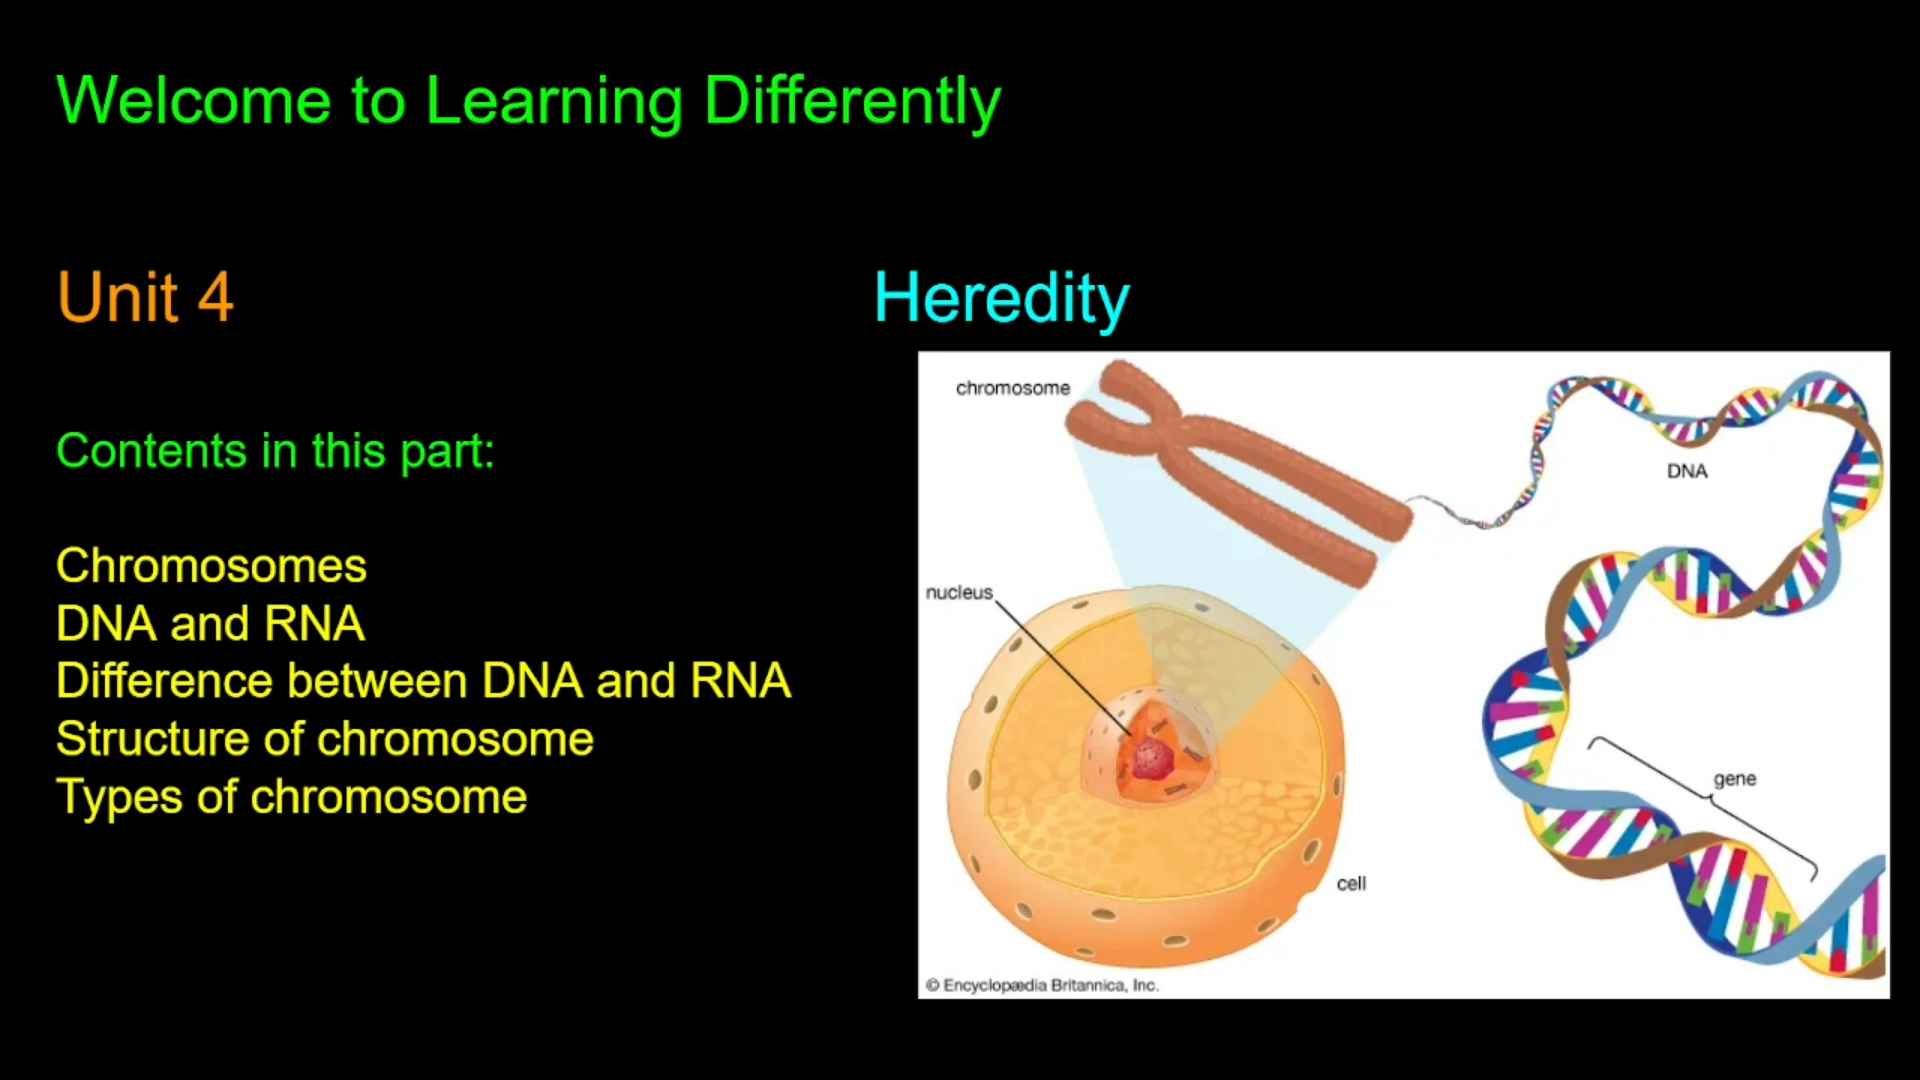 Welcome to Learning Differently
Unit 4
Heredity
Contents in this part:
Chromosomes
DNA and RNA
Difference between DNA and RNA
Structure of chromosome
Types of chromosome
chromosome
DNA
nucleus
gene
cell
© Encyclopædia Britannica, Inc.